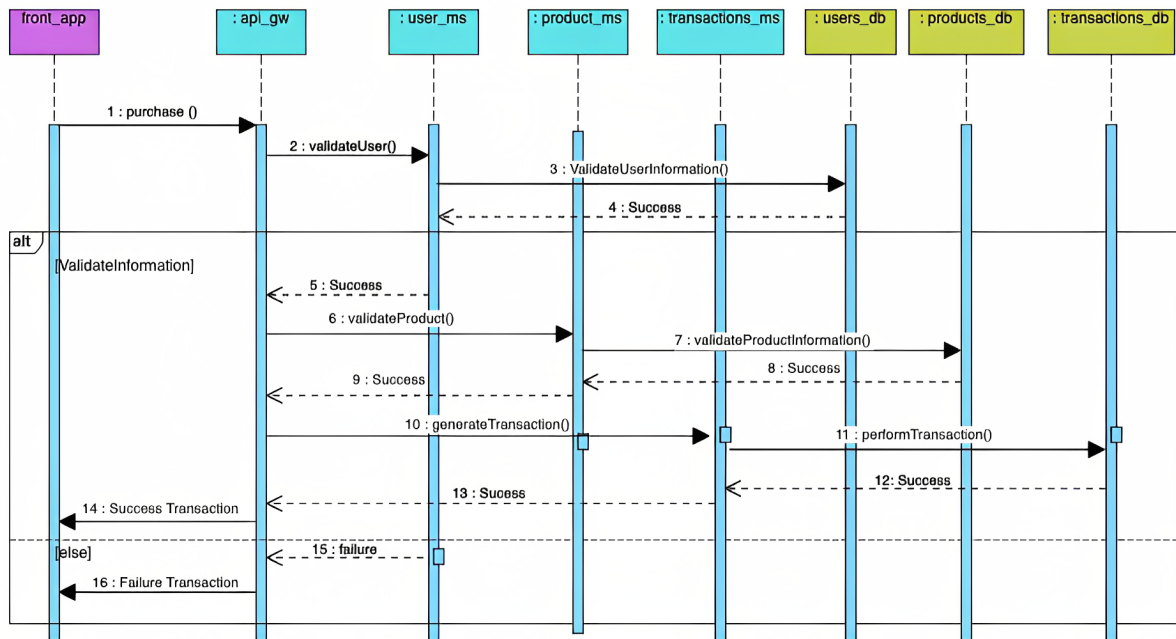 front_app
: api_gw
: user_ms
: product_ms
: transactions_ms
: users_db
: products_db
: transactions_db
1 : purchase ()
2 : validateUser()
3 : ValidateUserInformation()
4 : Success
alt
[ValidateInformation]
5 : Success
6 : validateProduct()
7 : validateProductInformation()
8 : Success
9 : Success
10 : generateTransaction()
11 : performTransaction()
12: Success
13 : Sucess
14 : Success Transaction
[else]
15 : failure
16 : Failure Transaction